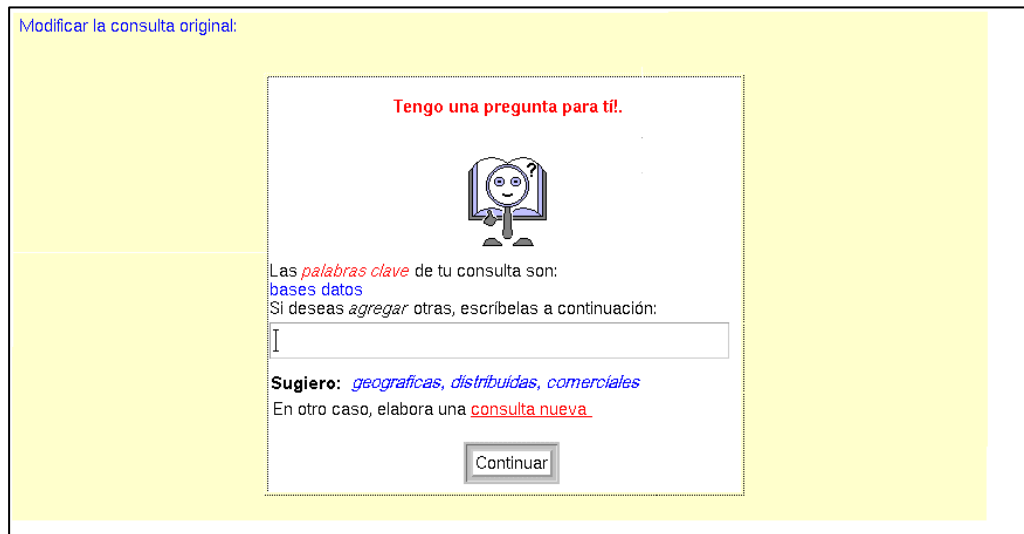 Modificar la consulta original:
Tengo una pregunta para tí!.
?
Las palabras clave de tu consulta son:
bases datos
Si deseas agregar otras, escríbelas a continuación:
Sugiero: geograficas, distribuidas, comerciales
En otro caso, elabora una consulta nueva
Continuar